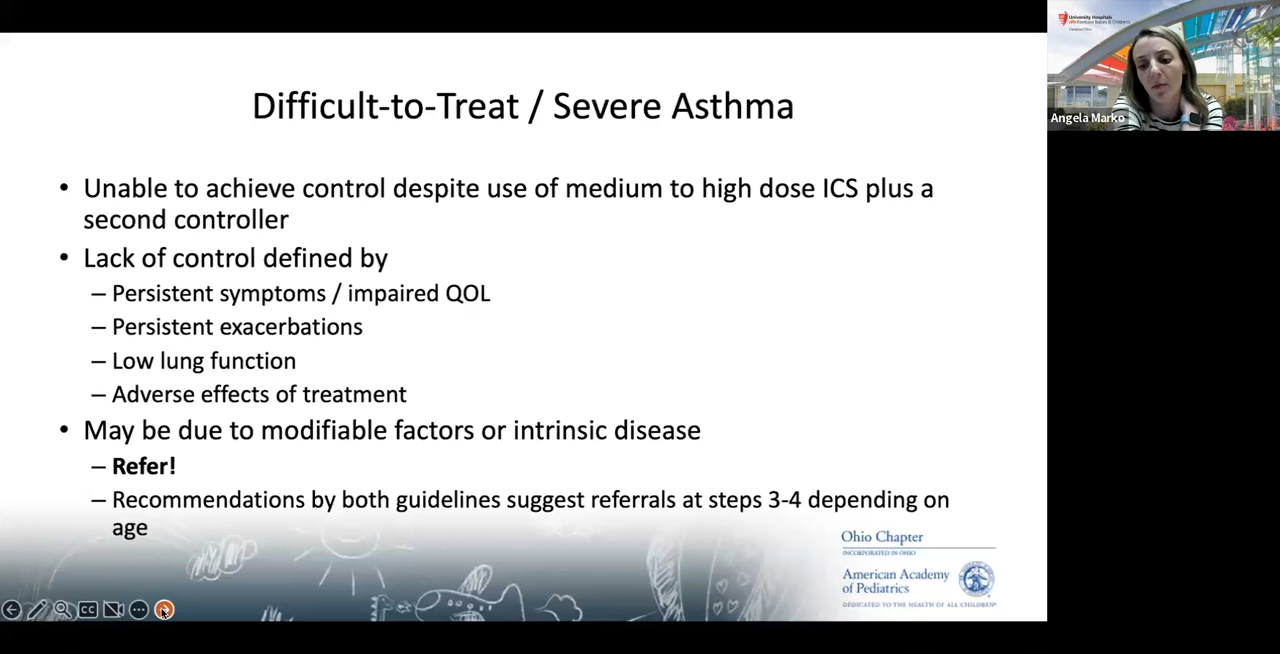 Difficult-to-Treat / Severe Asthma
• Unable to achieve control despite use of medium to high dose ICS plus a
second controller
• Lack of control defined by
– Persistent symptoms / impaired QOL
– Persistent exacerbations
– Low lung function
– Adverse effects of treatment
• May be due to modifiable factors or intrinsic disease
– Refer!
– Recommendations by both guidelines suggest referrals at steps 3-4 depending on
age
Ohio Chapter
INCORPORATED IN OHIO
American Academy
of Pediatrics
DEDICATED TO THE HEALTH OF ALL CHILDREN®
CC
University Hospitals
Angela Marko